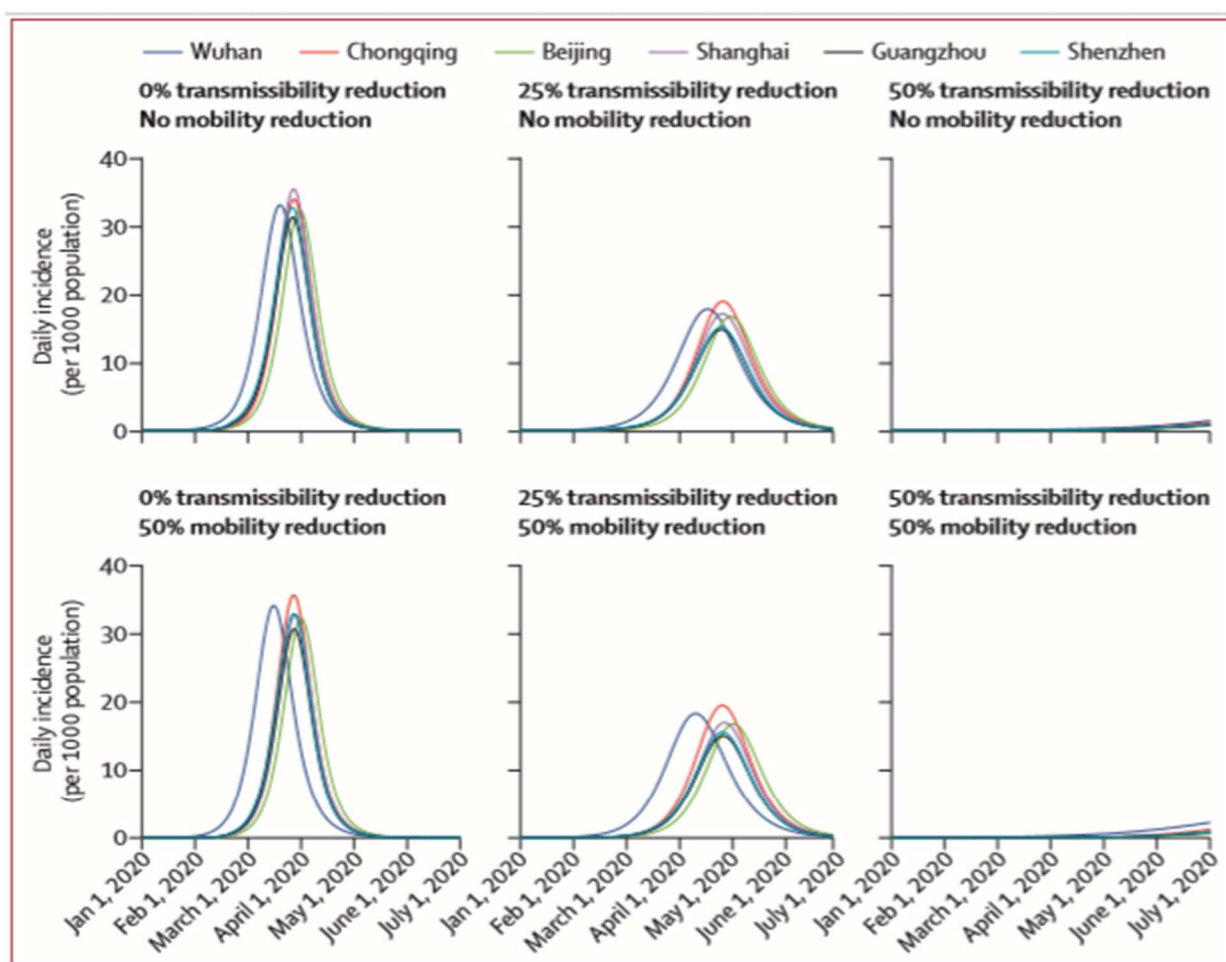 Wuhan Chongqing Beijing Shanghai Guangzhou Shenzhen
0% transmissibility reduction
No mobility reduction
25% transmissibility reduction
No mobility reduction
50% transmissibility reduction
No mobility reduction
Daily incidence
(per 1000 population)
40
30
20
10
0
0% transmissibility reduction
50% mobility reduction
25% transmissibility reduction
50% mobility reduction
50% transmissibility reduction
50% mobility reduction
Daily incidence
(per 1000 population)
40
30
20
10
0
Jan 1, 2020
Feb 1, 2020
March 1, 2020
April 1, 2020
May 1, 2020
June 1, 2020
July 1, 2020
Jan 1, 2020
Feb 1, 2020
March 1, 2020
April 1, 2020
May 1, 2020
June 1, 2020
July 1, 2020
Jan 1, 2020
Feb 1, 2020
March 1, 2020
April 1, 2020
May 1, 2020
June 1, 2020
July 1, 2020